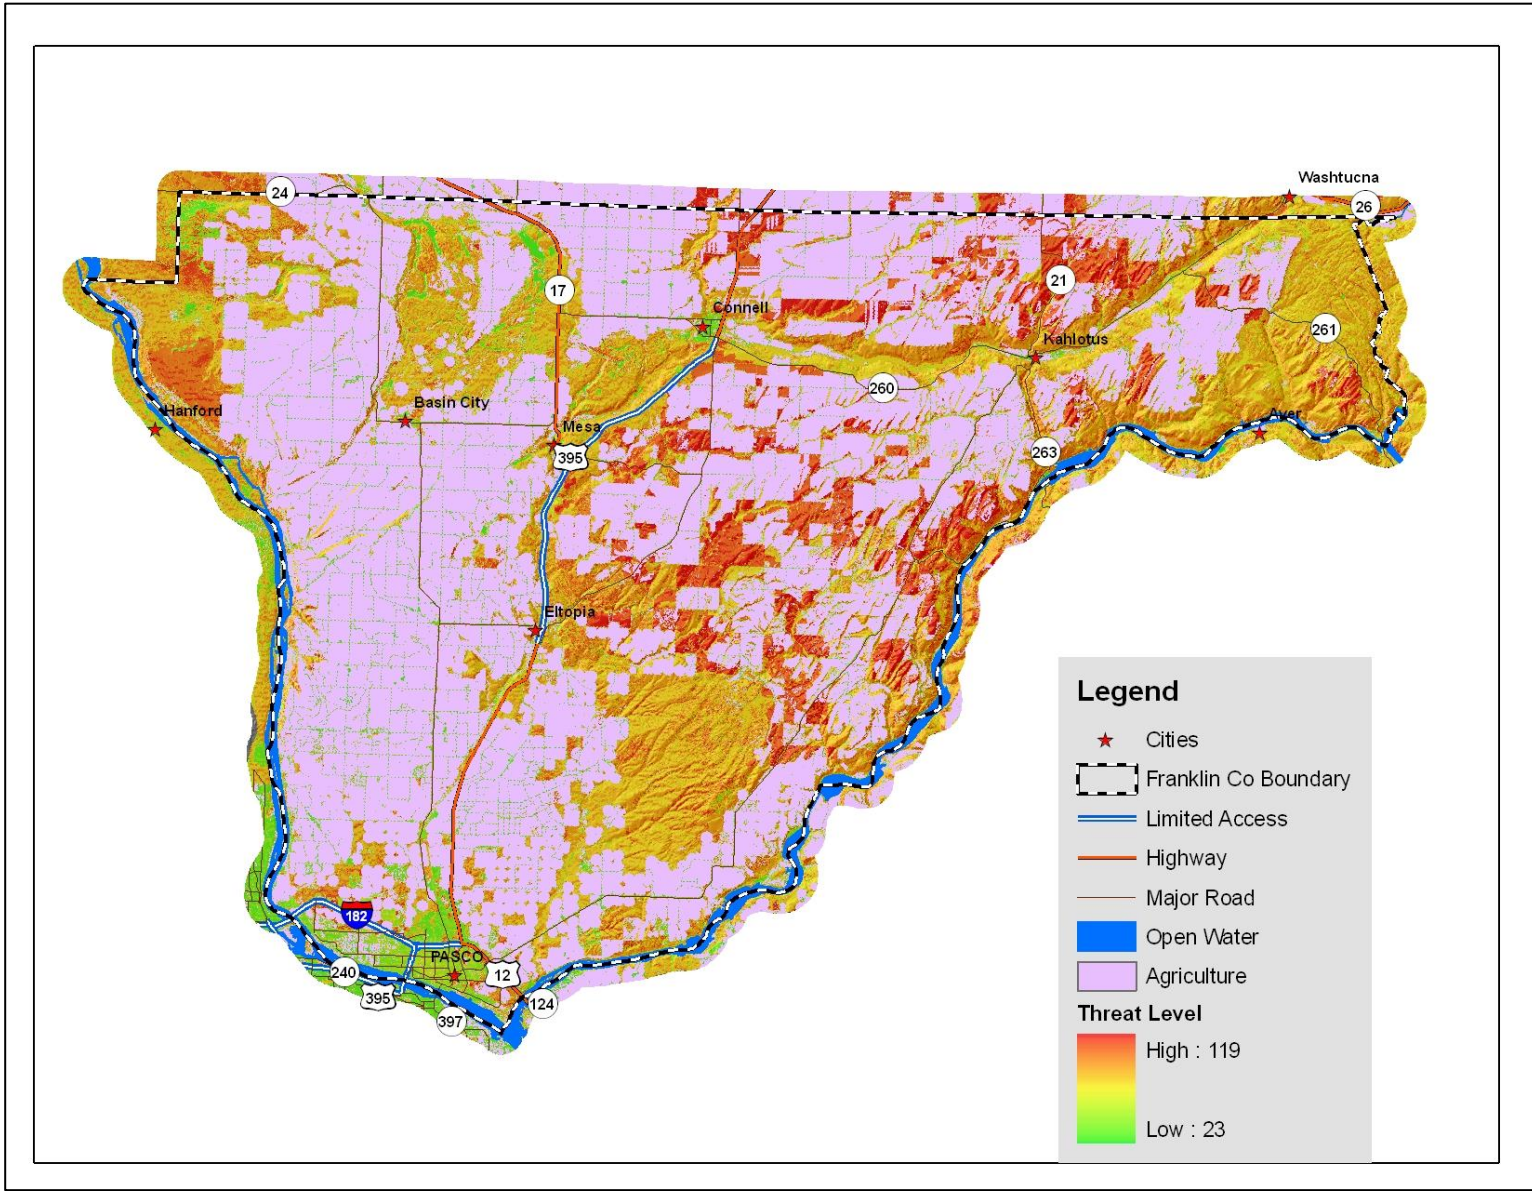 Washtucna
24
26
21
17
Connell
261
Kahlotus
260
Basin City
Hanford
Ayer
Mesa
395
263
Eltopia
182
PASCO
240
12
395
124
397
Legend
Cities
Franklin Co Boundary
Limited Access
Highway
Major Road
Open Water
Agriculture
Threat Level
High : 119
Low : 23